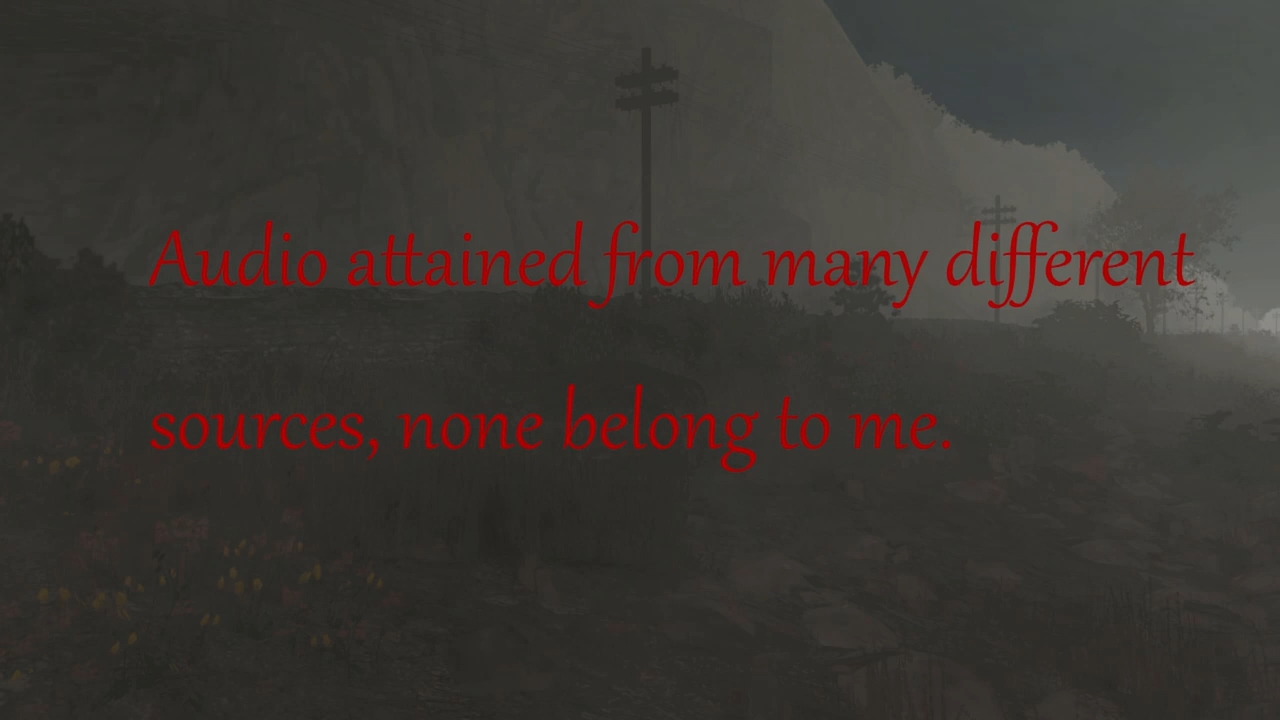 Audio attained from many different
sources, none belong to me.